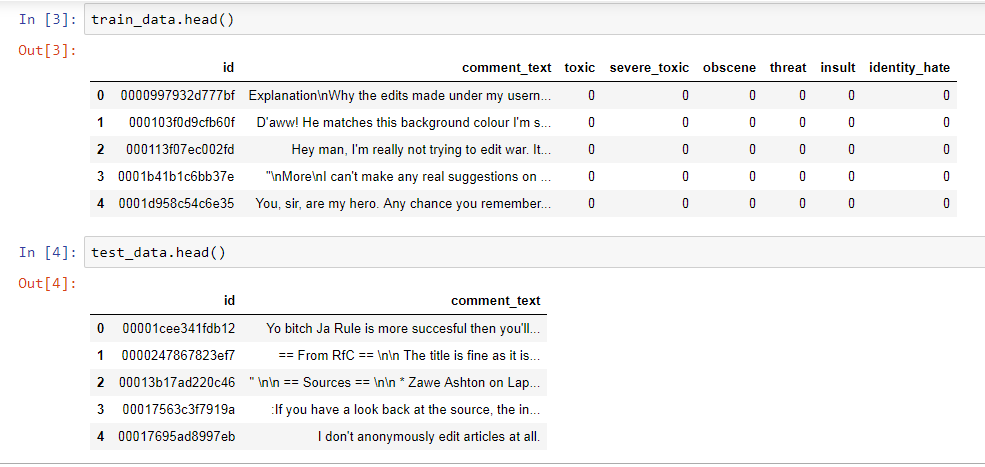 In [3]: train_data.head()
Out[3]:
id comment_text toxic severe_toxic obscene threat insult identity_hate
0 0000997932d777bf Explanation\nWhy the edits made under my usern... 0 0 0 0 0 0
1 000103f0d9cfb60f D'aww! He matches this background colour I'm s... 0 0 0 0 0 0
2 000113f07ec002fd Hey man, I'm really not trying to edit war. It... 0 0 0 0 0 0
3 0001b41b1c6bb37e "\nMore\nI can't make any real suggestions on ... 0 0 0 0 0 0
4 0001d958c54c6e35 You, sir, are my hero. Any chance you remember... 0 0 0 0 0 0
In [4]: test_data.head()
Out[4]:
id comment_text
0 00001cee341fdb12 Yo bitch Ja Rule is more succesful then you'll...
1 0000247867823ef7 == From RfC == \n\n The title is fine as it is...
2 00013b17ad220c46 " \n\n == Sources == \n\n * Zawe Ashton on Lap...
3 00017563c3f7919a :If you have a look back at the source, the in...
4 00017695ad8997eb I don't anonymously edit articles at all.